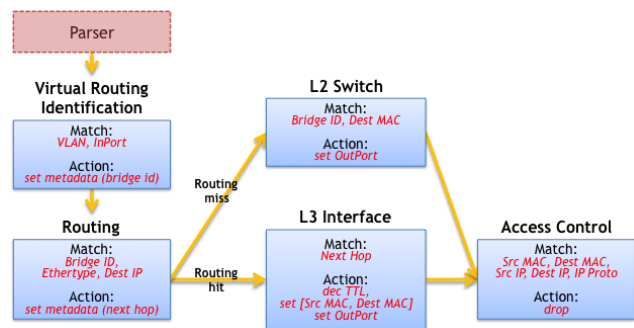 Parser
Virtual Routing
Identification
Match:
VLAN, InPort
Action:
set metadata (bridge id)
Routing
Match:
Bridge ID,
Ethertype, Dest IP
Action:
set metadata (next hop)
Routing
miss
Routing
hit
L2 Switch
Match:
Bridge ID, Dest MAC
Action:
set OutPort
L3 Interface
Match:
Next Hop
Action:
dec TTL,
set [Src MAC, Dest MAC]
set OutPort
Access Control
Match:
Src MAC, Dest MAC,
Src IP, Dest IP, IP Proto
Action:
drop